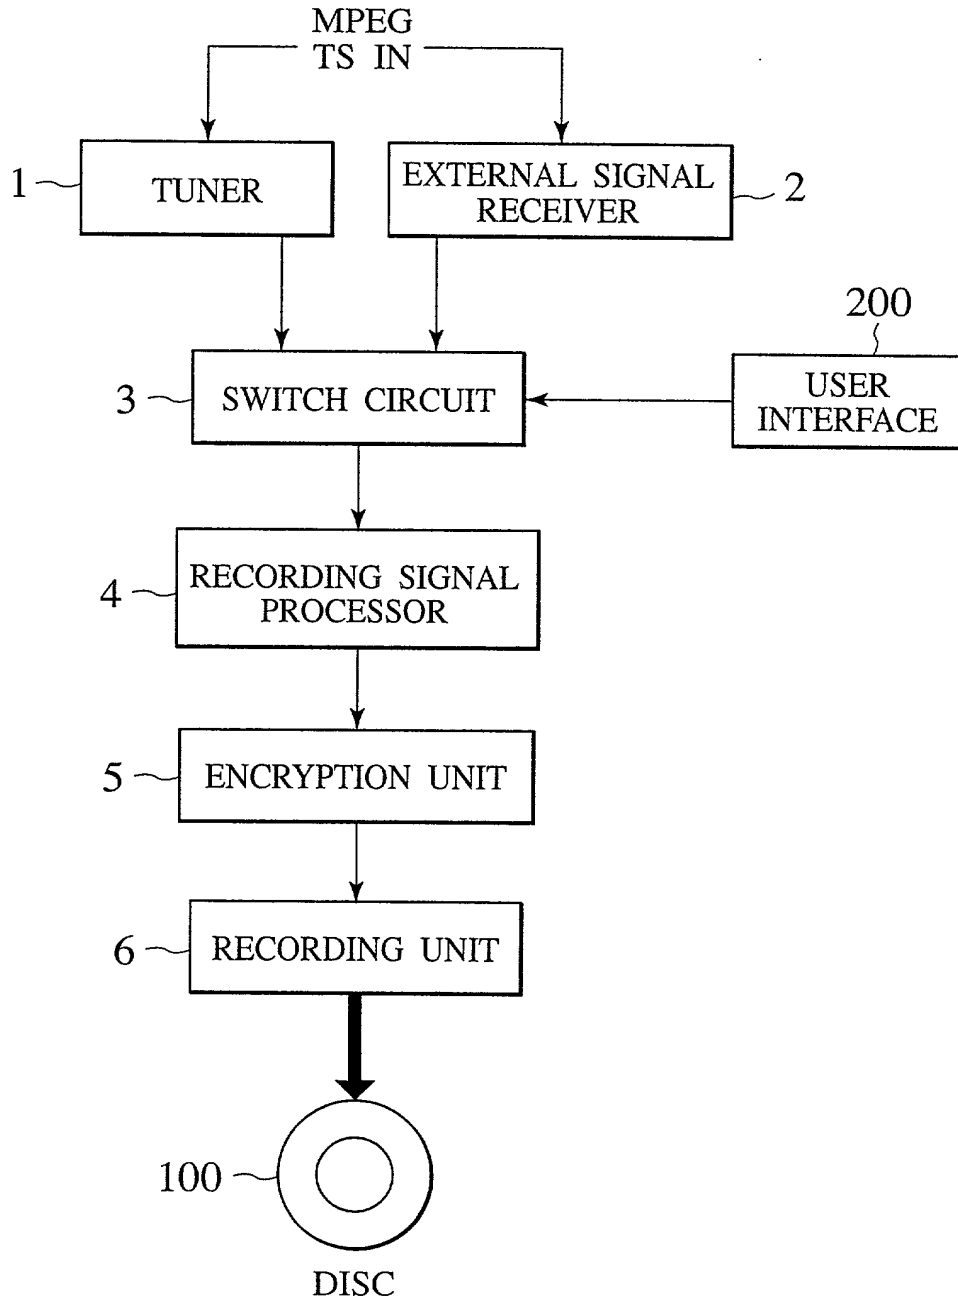 MPEG
TS IN
1
TUNER
EXTERNAL SIGNAL
RECEIVER
2
200
3
SWITCH CIRCUIT
USER
INTERFACE
4
RECORDING SIGNAL
PROCESSOR
5
ENCRYPTION UNIT
6
RECORDING UNIT
100
DISC